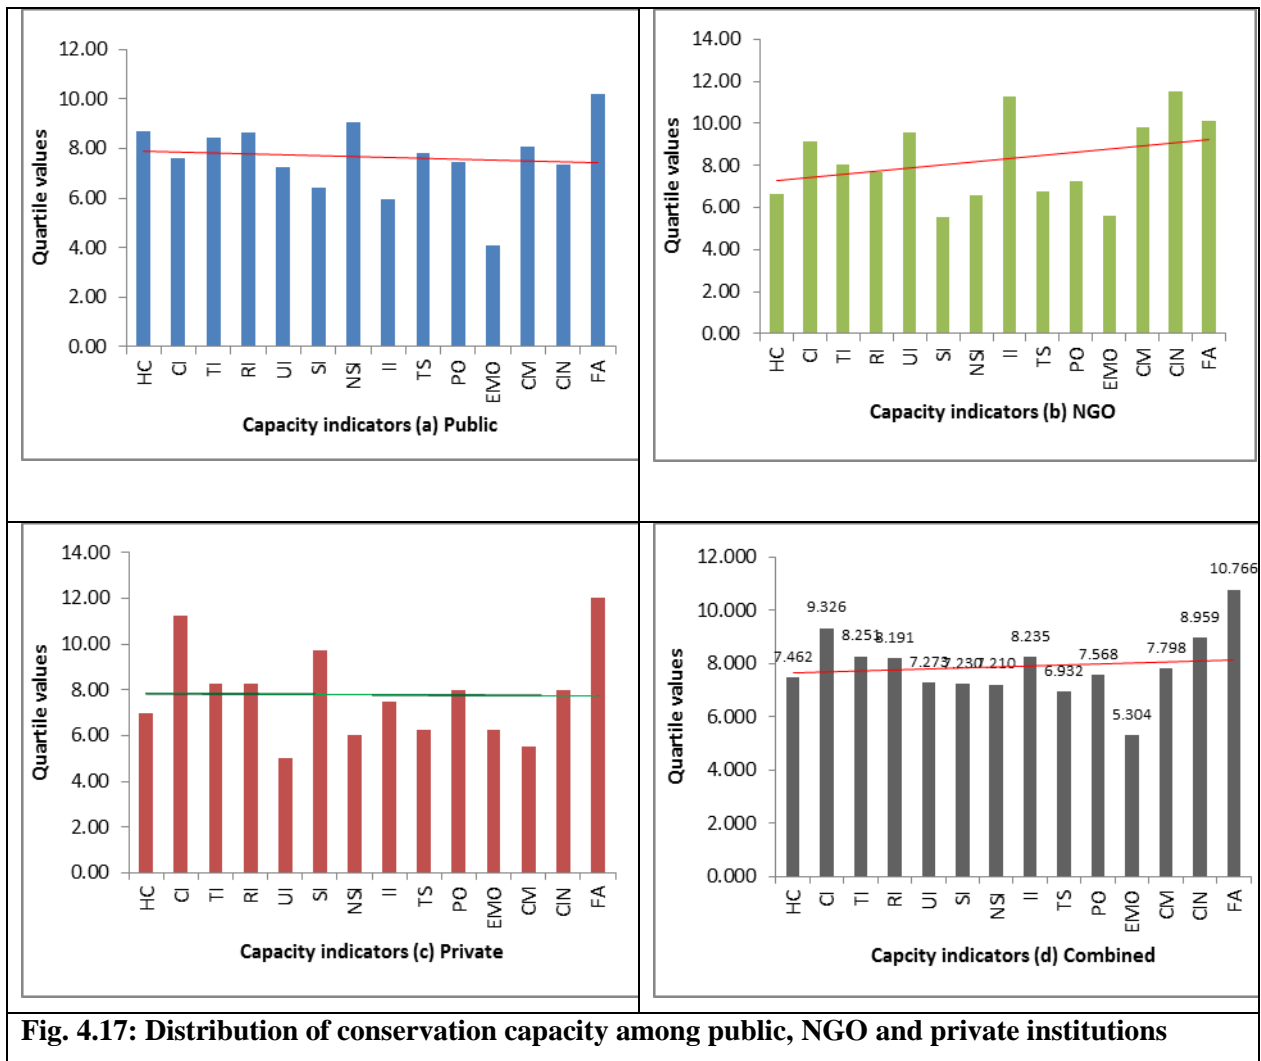 12.00
10.00
8.00
6.00
4.00
2.00
0.00
Quartile values
HC CI TI RI UI SI NSI II TS PO EMO CM CIN FA
Capacity indicators (a) Public
14.00
12.00
10.00
8.00
6.00
4.00
2.00
0.00
Quartile values
HC CI TI RI UI SI NSI II TS PO EMO CM CIN FA
Capacity indicators (b) NGO
14.00
12.00
10.00
8.00
6.00
4.00
2.00
0.00
Quartile values
HC CI TI RI UI SI NSI II TS PO EMO CM CIN FA
Capacity indicators (c) Private
12.000
10.000
8.000
6.000
4.000
2.000
0.000
Quartile values
7.462 9.326 8.251 8.191 7.273 7.230 7.210 8.235 6.932 7.568 5.304 7.798 8.959 10.766
HC CI TI RI UI SI NSI II TS PO EMO CM CIN FA
Capcity indicators (d) Combined
Fig. 4.17: Distribution of conservation capacity among public, NGO and private institutions